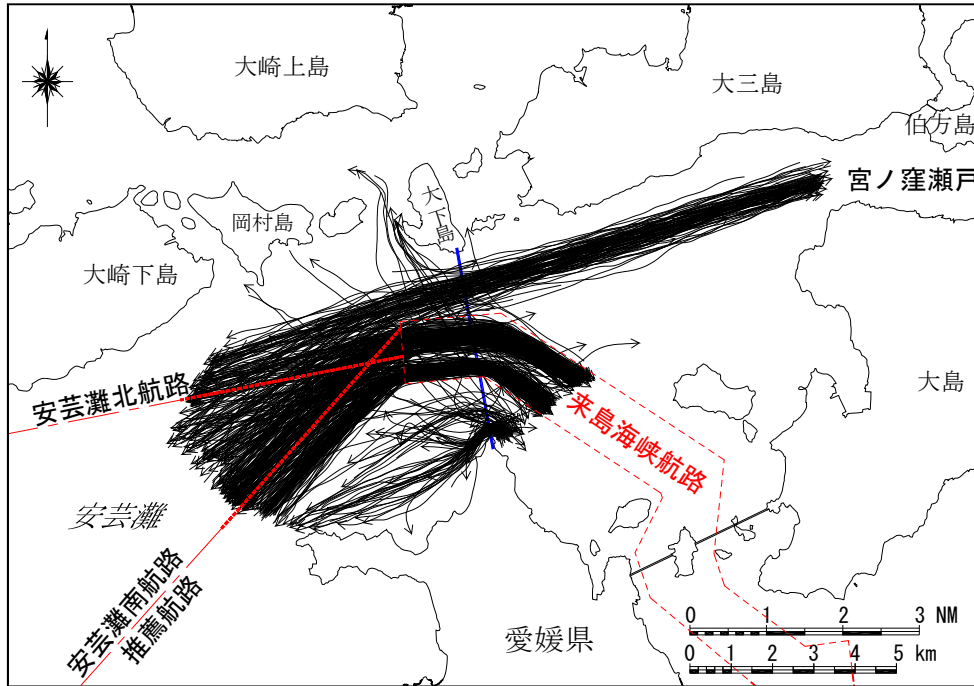 大崎上島
大三島
伯方島
宮ノ窪瀬戸
大下島
岡村島
大崎下島
安芸灘北航路
大島
来島海峡航路
安芸灘
安芸灘南航路
推薦航路
愛媛県
0 1 2 3 NM
0 1 2 3 4 5 km